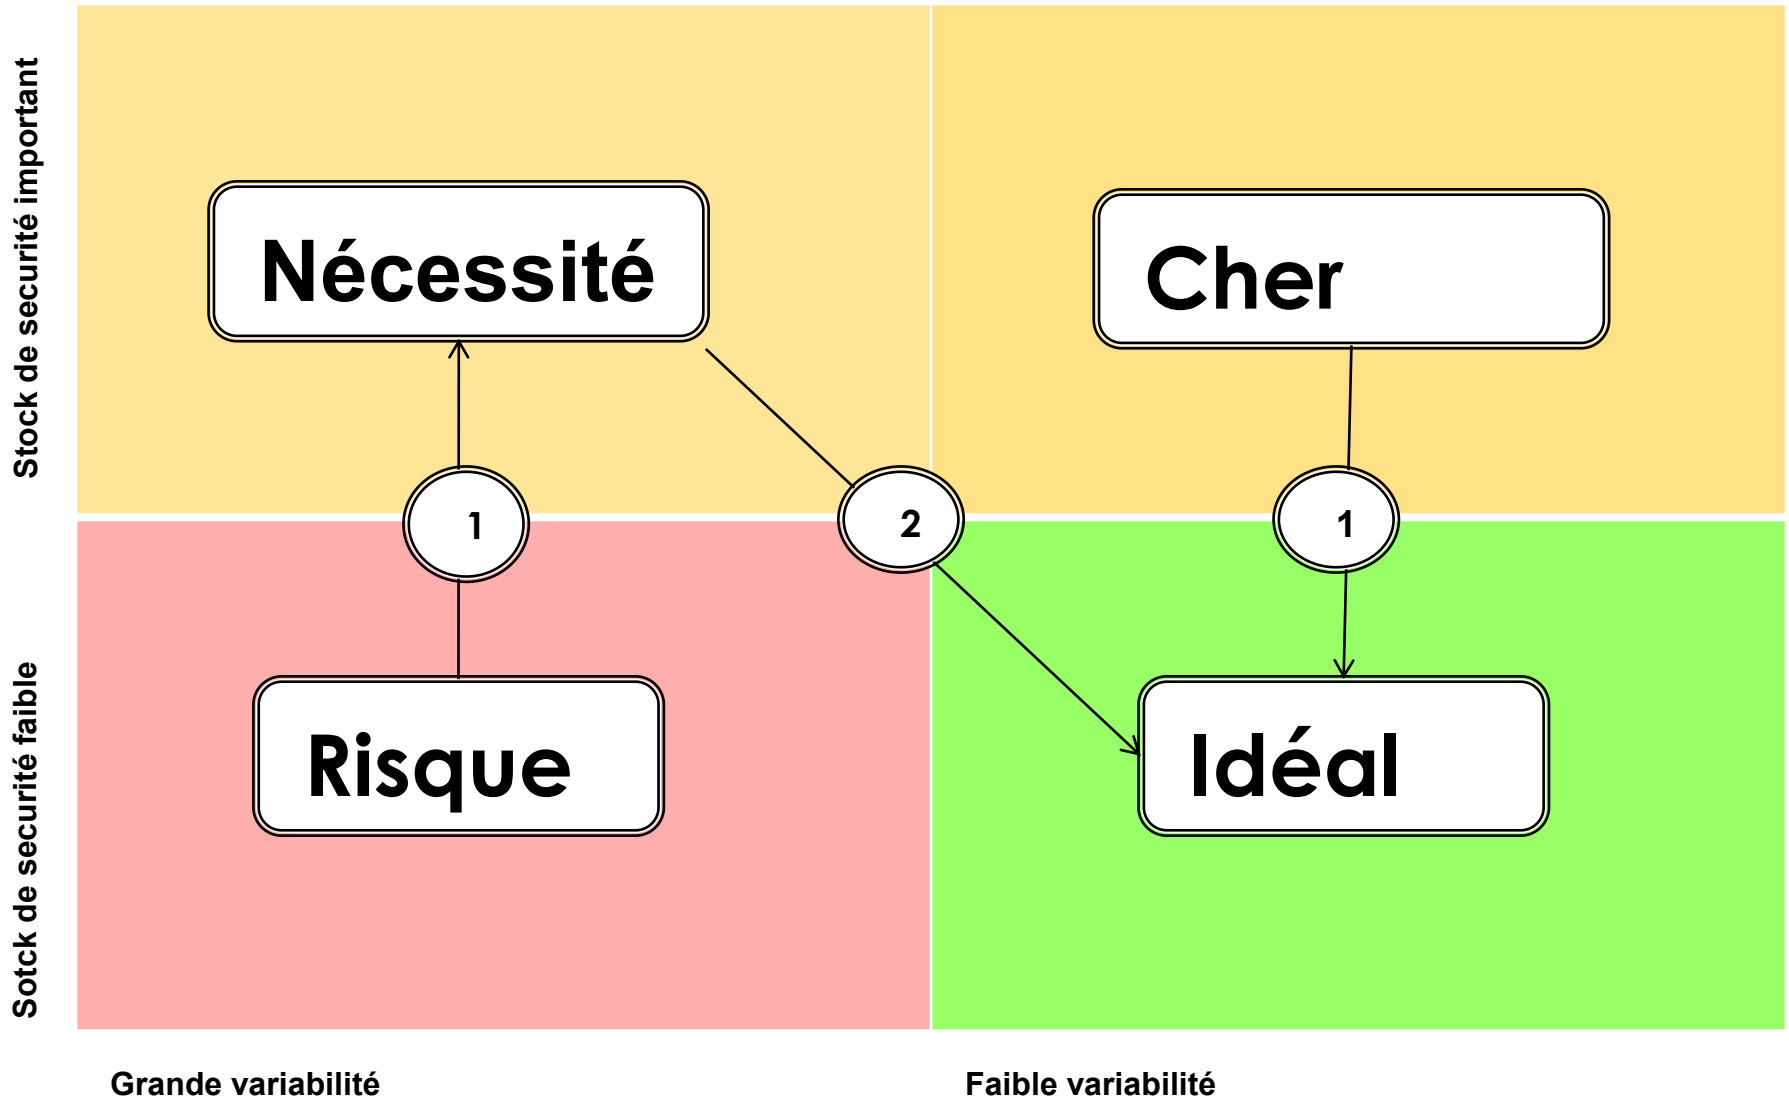 Stock de securité important
Nécessité
Cher
1
2
1
Sotck de securité faible
Risque
Idéal
Grande variabilité
Faible variabilité